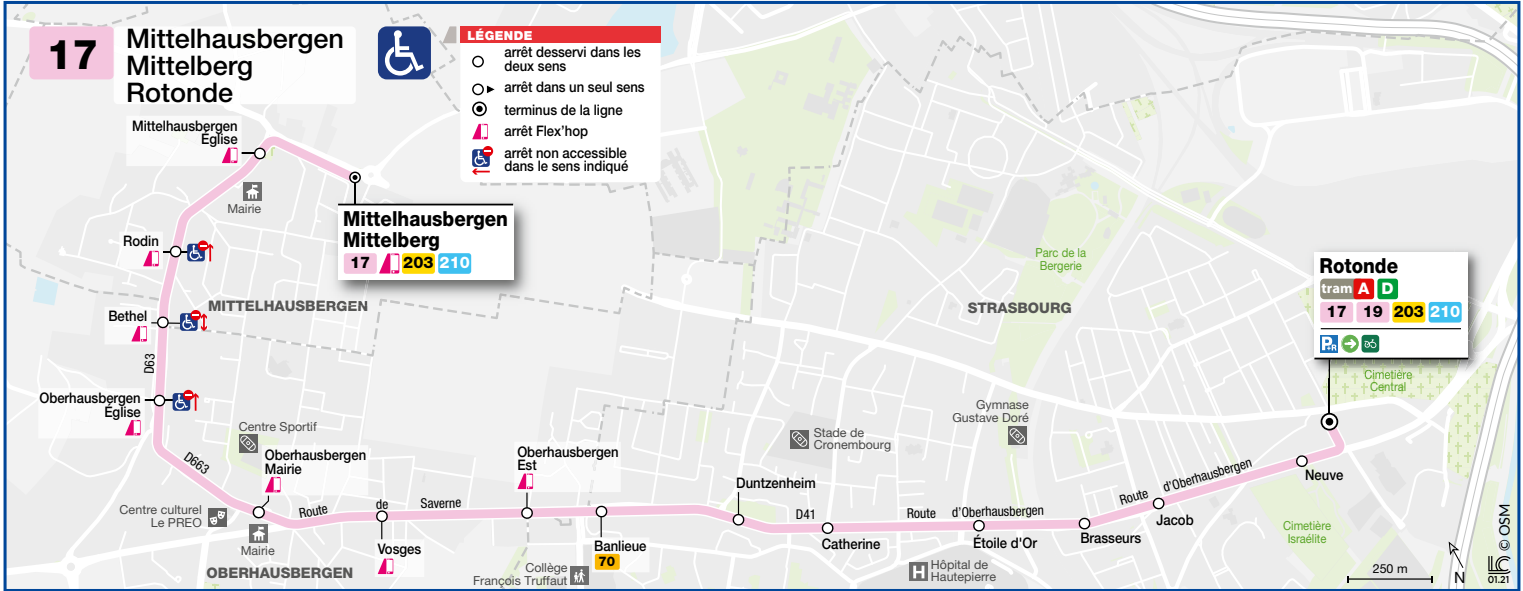 17
Mittelhausbergen
Mittelberg
Rotonde
LÉGENDE
arrêt desservi dans les
deux sens
arrêt dans un seul sens
terminus de la ligne
arrêt Flex'hop
arrêt non accessible
dans le sens indiqué
Mittelhausbergen
Église
Mairie
Mittelhausbergen
Mittelberg
17 203 210
Rodin
MITTELHAUSBERGEN
Bethel
D63
Oberhausbergen
Église
D663
Centre Sportif
Oberhausbergen
Mairie
Centre culturel
Le PREO
Mairie
OBERHAUSBERGEN
Route de Saverne
Vosges
Oberhausbergen
Est
Collège
François Truffaut
Banlieue
70
Duntzenheim
Stade de
Cronembourg
D41
Catherine
Route d'Oberhausbergen
Hôpital de
Hautepierre
H
Étoile d'Or
Gymnase
Gustave Doré
Parc de la
Bergerie
STRASBOURG
Brasseurs
Jacob
Route d'Oberhausbergen
Neuve
Rotonde
tram A D
17 19 203 210
P+R
Cimetière
Central
Cimetière
Israélite
250 m
N
LC © OSM
01.21